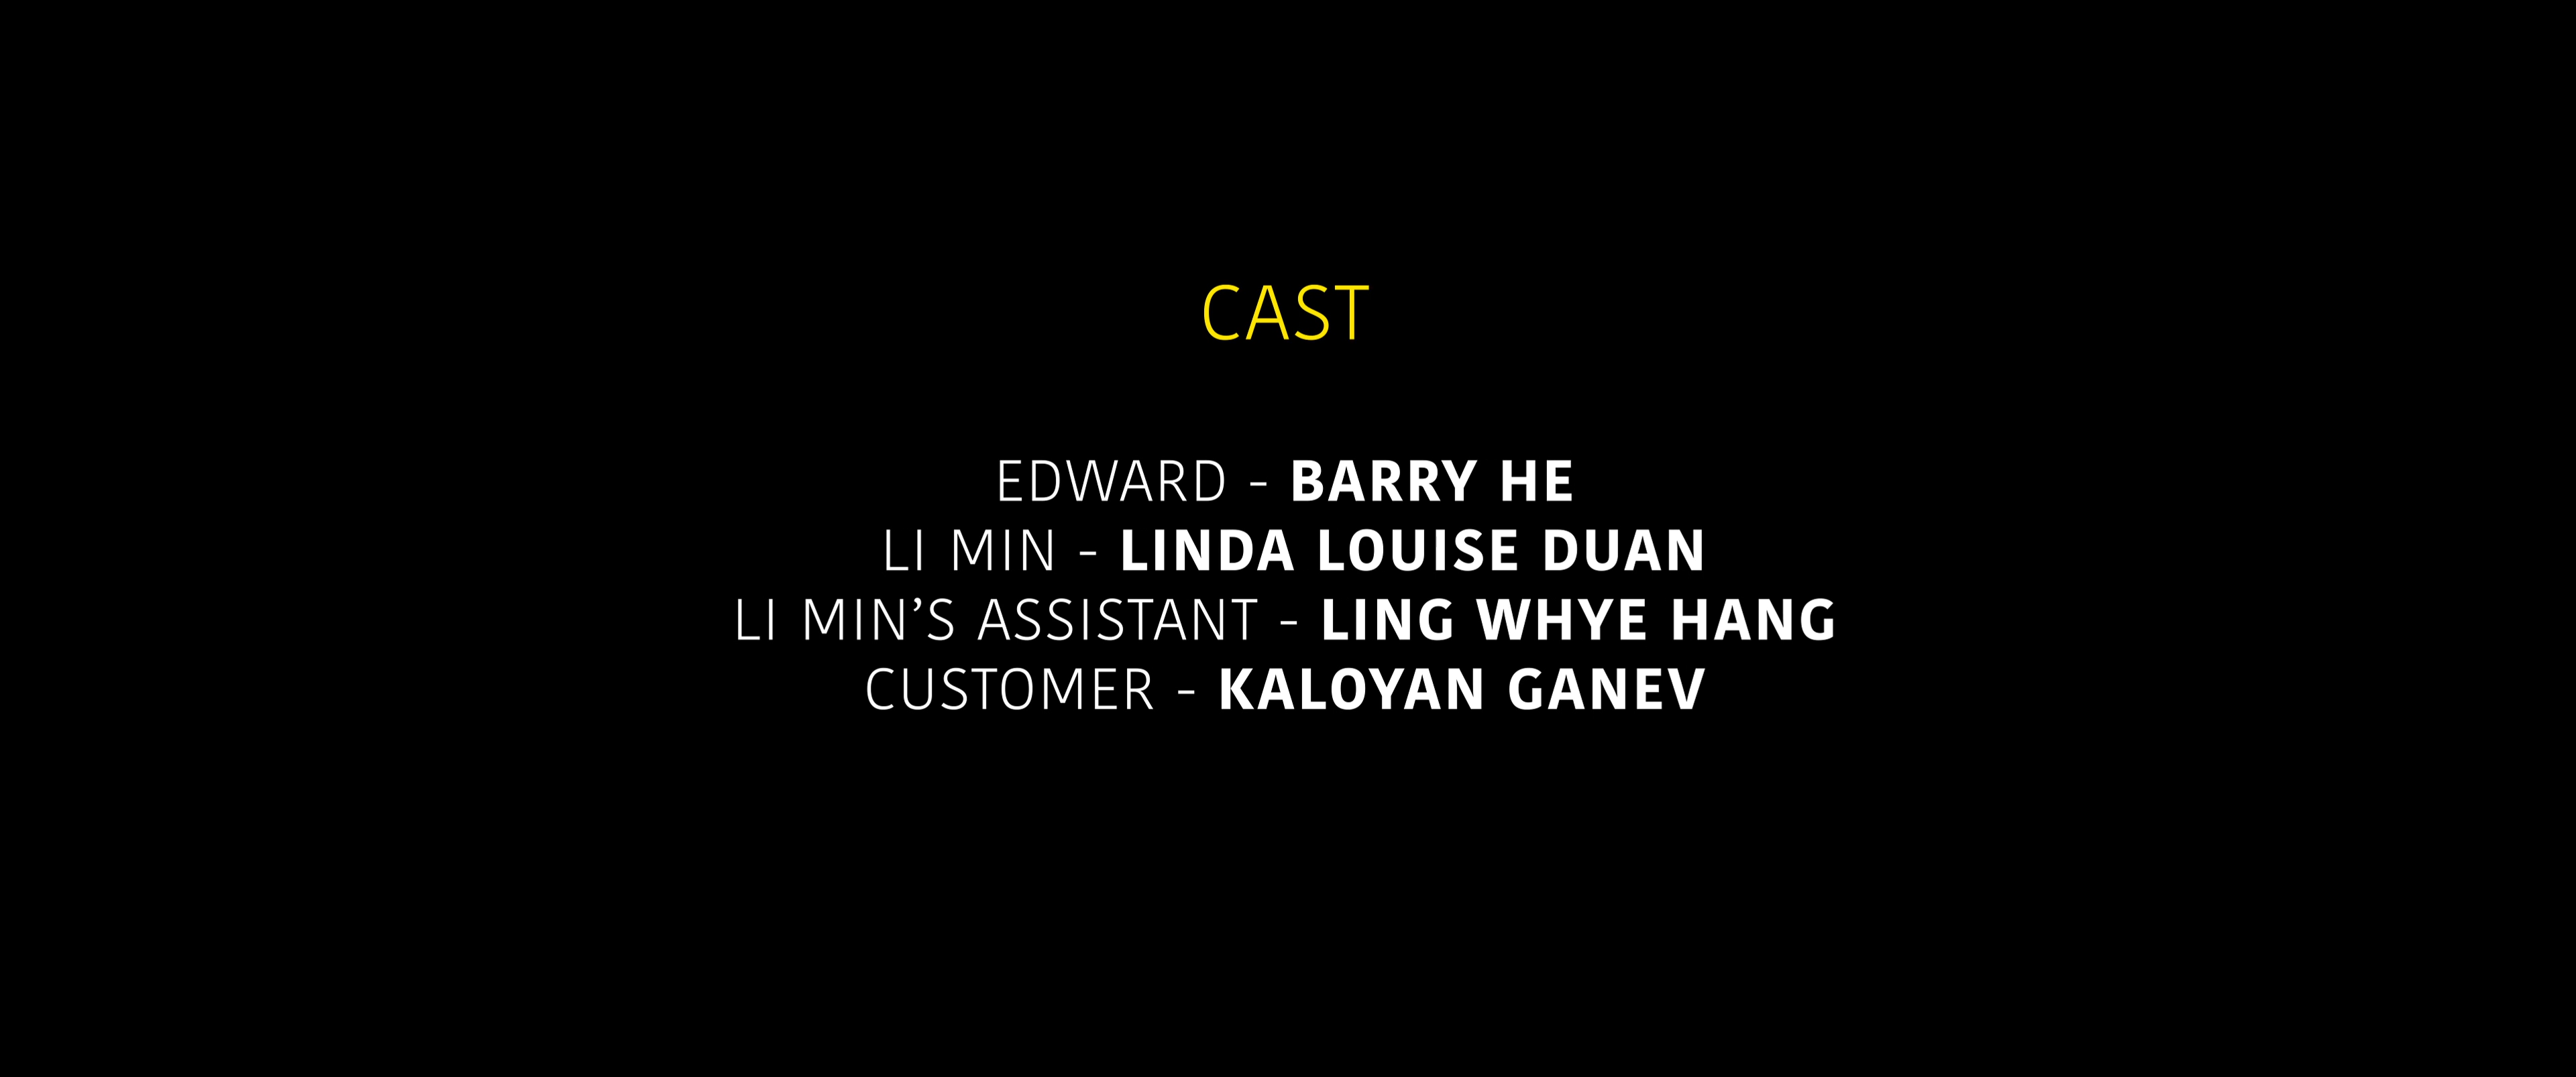 CAST
EDWARD - BARRY HE
LI MIN - LINDA LOUISE DUAN
LI MIN’S ASSISTANT - LING WHYE HANG
CUSTOMER - KALOYAN GANEV